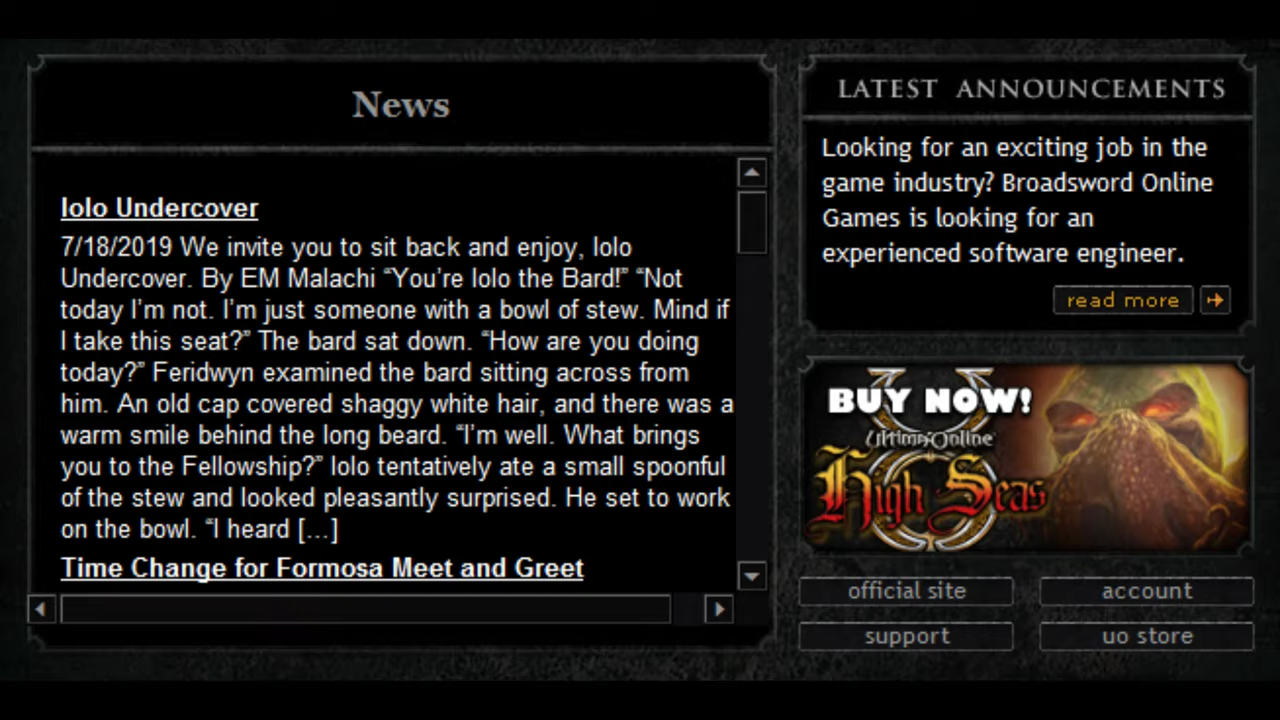 News
Iolo Undercover
7/18/2019 We invite you to sit back and enjoy, Iolo
Undercover. By EM Malachi “You’re Iolo the Bard!” “Not
today I’m not. I’m just someone with a bowl of stew. Mind if
I take this seat?” The bard sat down. “How are you doing
today?” Feridwyn examined the bard sitting across from
him. An old cap covered shaggy white hair, and there was a
warm smile behind the long beard. “I’m well. What brings
you to the Fellowship?” Iolo tentatively ate a small spoonful
of the stew and looked pleasantly surprised. He set to work
on the bowl. “I heard [...]
Time Change for Formosa Meet and Greet
LATEST ANNOUNCEMENTS
Looking for an exciting job in the
game industry? Broadsword Online
Games is looking for an
experienced software engineer.
read more
BUY NOW!
Ultima Online
High Seas
official site
account
support
uo store